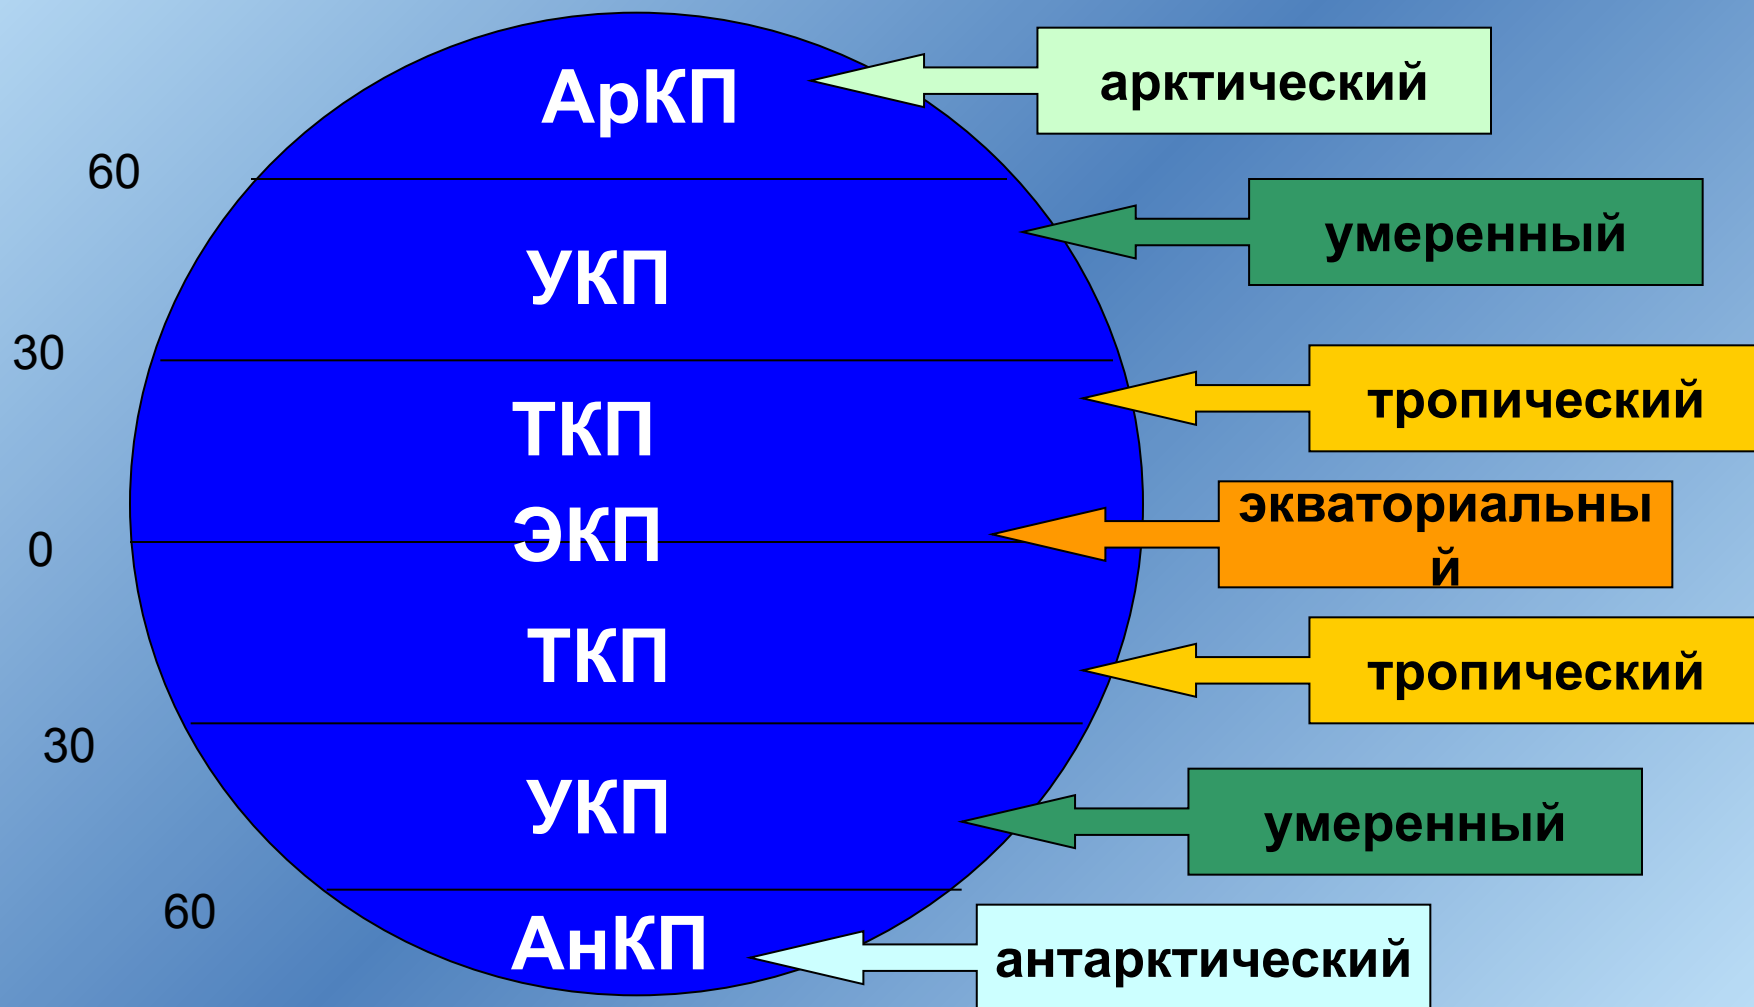 АрКП
арктический
60
УКП
умеренный
30
ТКП
тропический
ЭКП
экваториальны
й
0
ТКП
тропический
30
УКП
умеренный
60
АнКП
антарктический